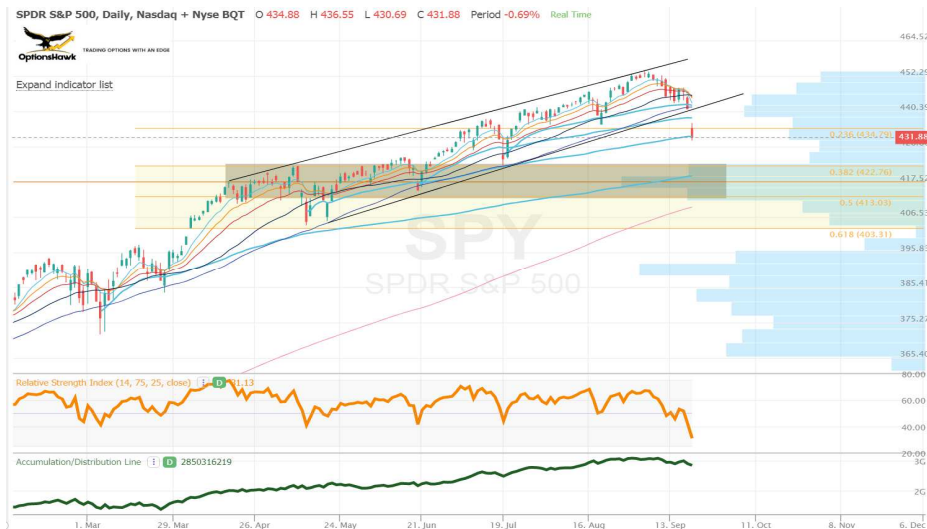 SPDR S&P 500, Daily, Nasdaq + Nyse BQT O 434.88 H 436.55 L 430.69 C 431.88 Period -0.69% Real Time
OptionsHawk
TRADING OPTIONS WITH AN EDGE
Expand indicator list
464.52
452.29
440.39
0.236 (434.79)
431.88
0.382 (422.76)
417.52
0.5 (413.03)
406.53
0.618 (403.31)
395.83
385.41
375.27
365.40
SPY
SPDR S&P 500
Relative Strength Index (14, 75, 25, close) D 31.13
80.00
60.00
40.00
20.00
Accumulation/Distribution Line D 2850316219
3G
2G
1. Mar 29. Mar 26. Apr 24. May 21. Jun 19. Jul 16. Aug 13. Sep 11. Oct 8. Nov 6. Dec